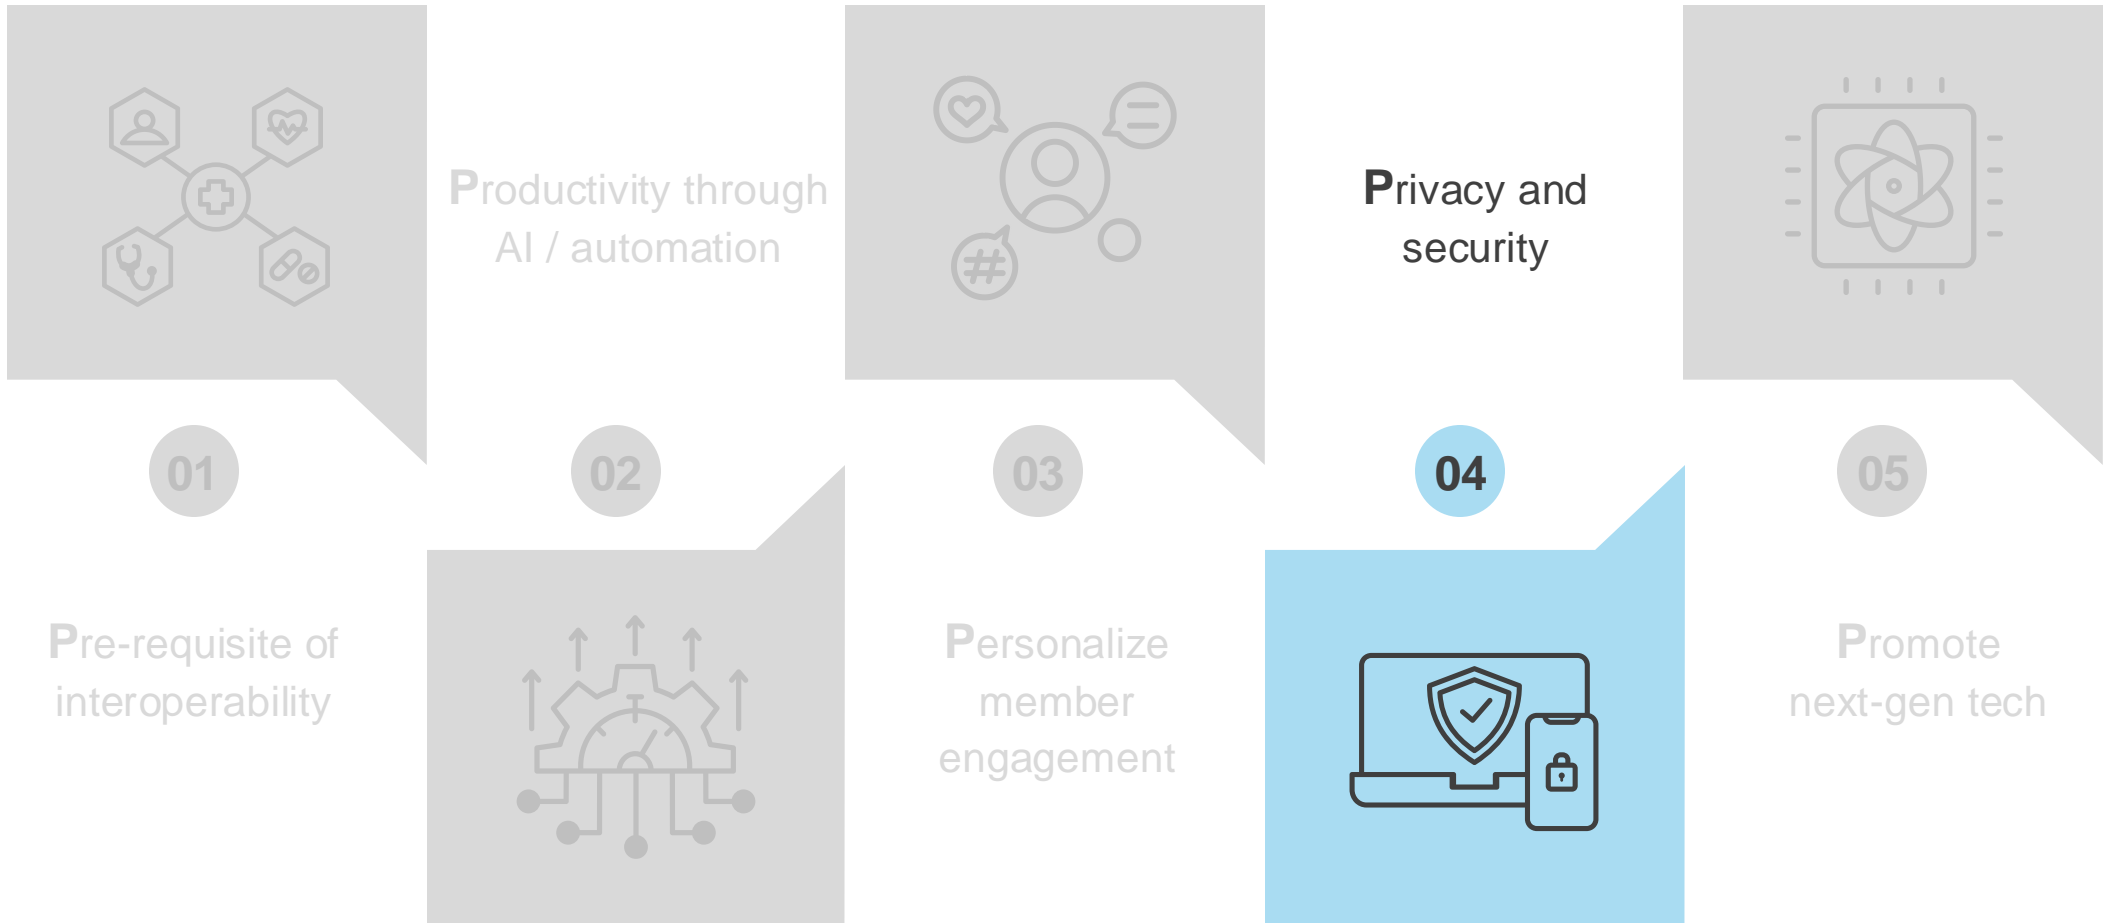 01
Pre-requisite of
interoperability
Productivity through
AI / automation
02
03
Personalize
member
engagement
Privacy and
security
04
05
Promote
next-gen tech